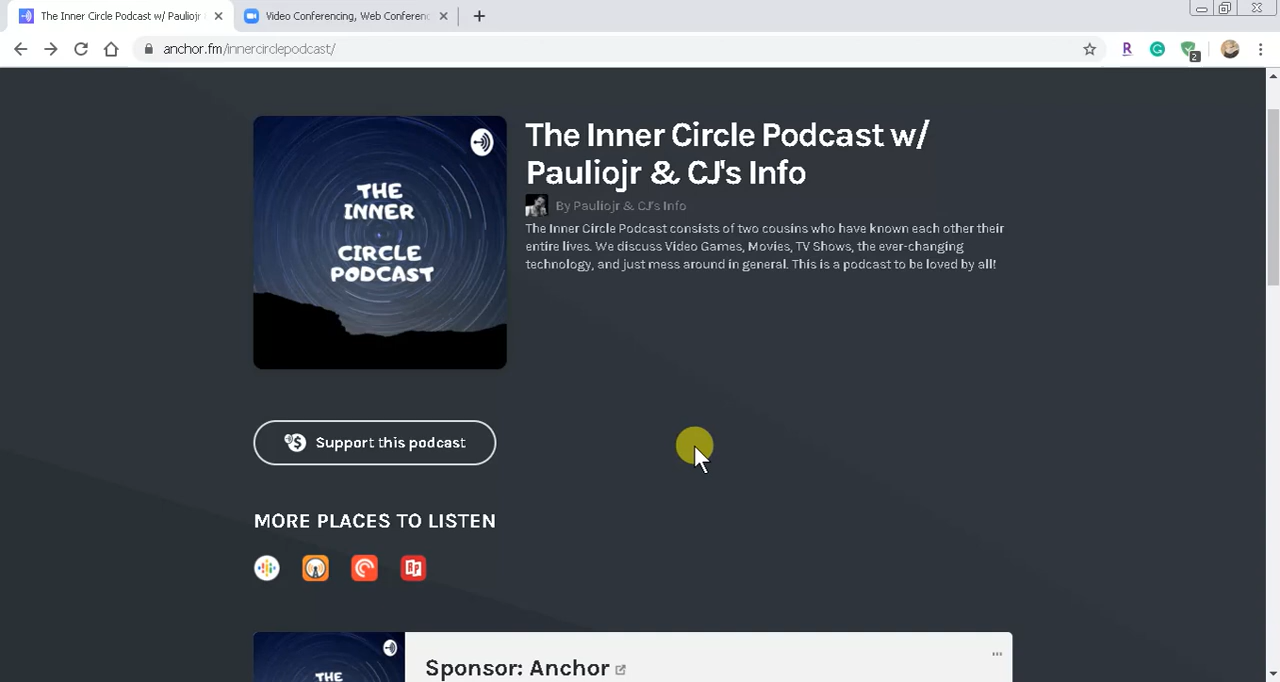 The Inner Circle Podcast w/ Pauliojr
Video Conferencing, Web Conferenc
anchor.fm/innercirclepodcast/
R
2
THE
INNER
CIRCLE
PODCAST
The Inner Circle Podcast w/
Pauliojr & CJ's Info
By Pauliojr & CJ's Info
The Inner Circle Podcast consists of two cousins who have known each other their
entire lives. We discuss Video Games, Movies, TV Shows, the ever-changing
technology, and just mess around in general. This is a podcast to be loved by all!
Support this podcast
MORE PLACES TO LISTEN
THE
Sponsor: Anchor